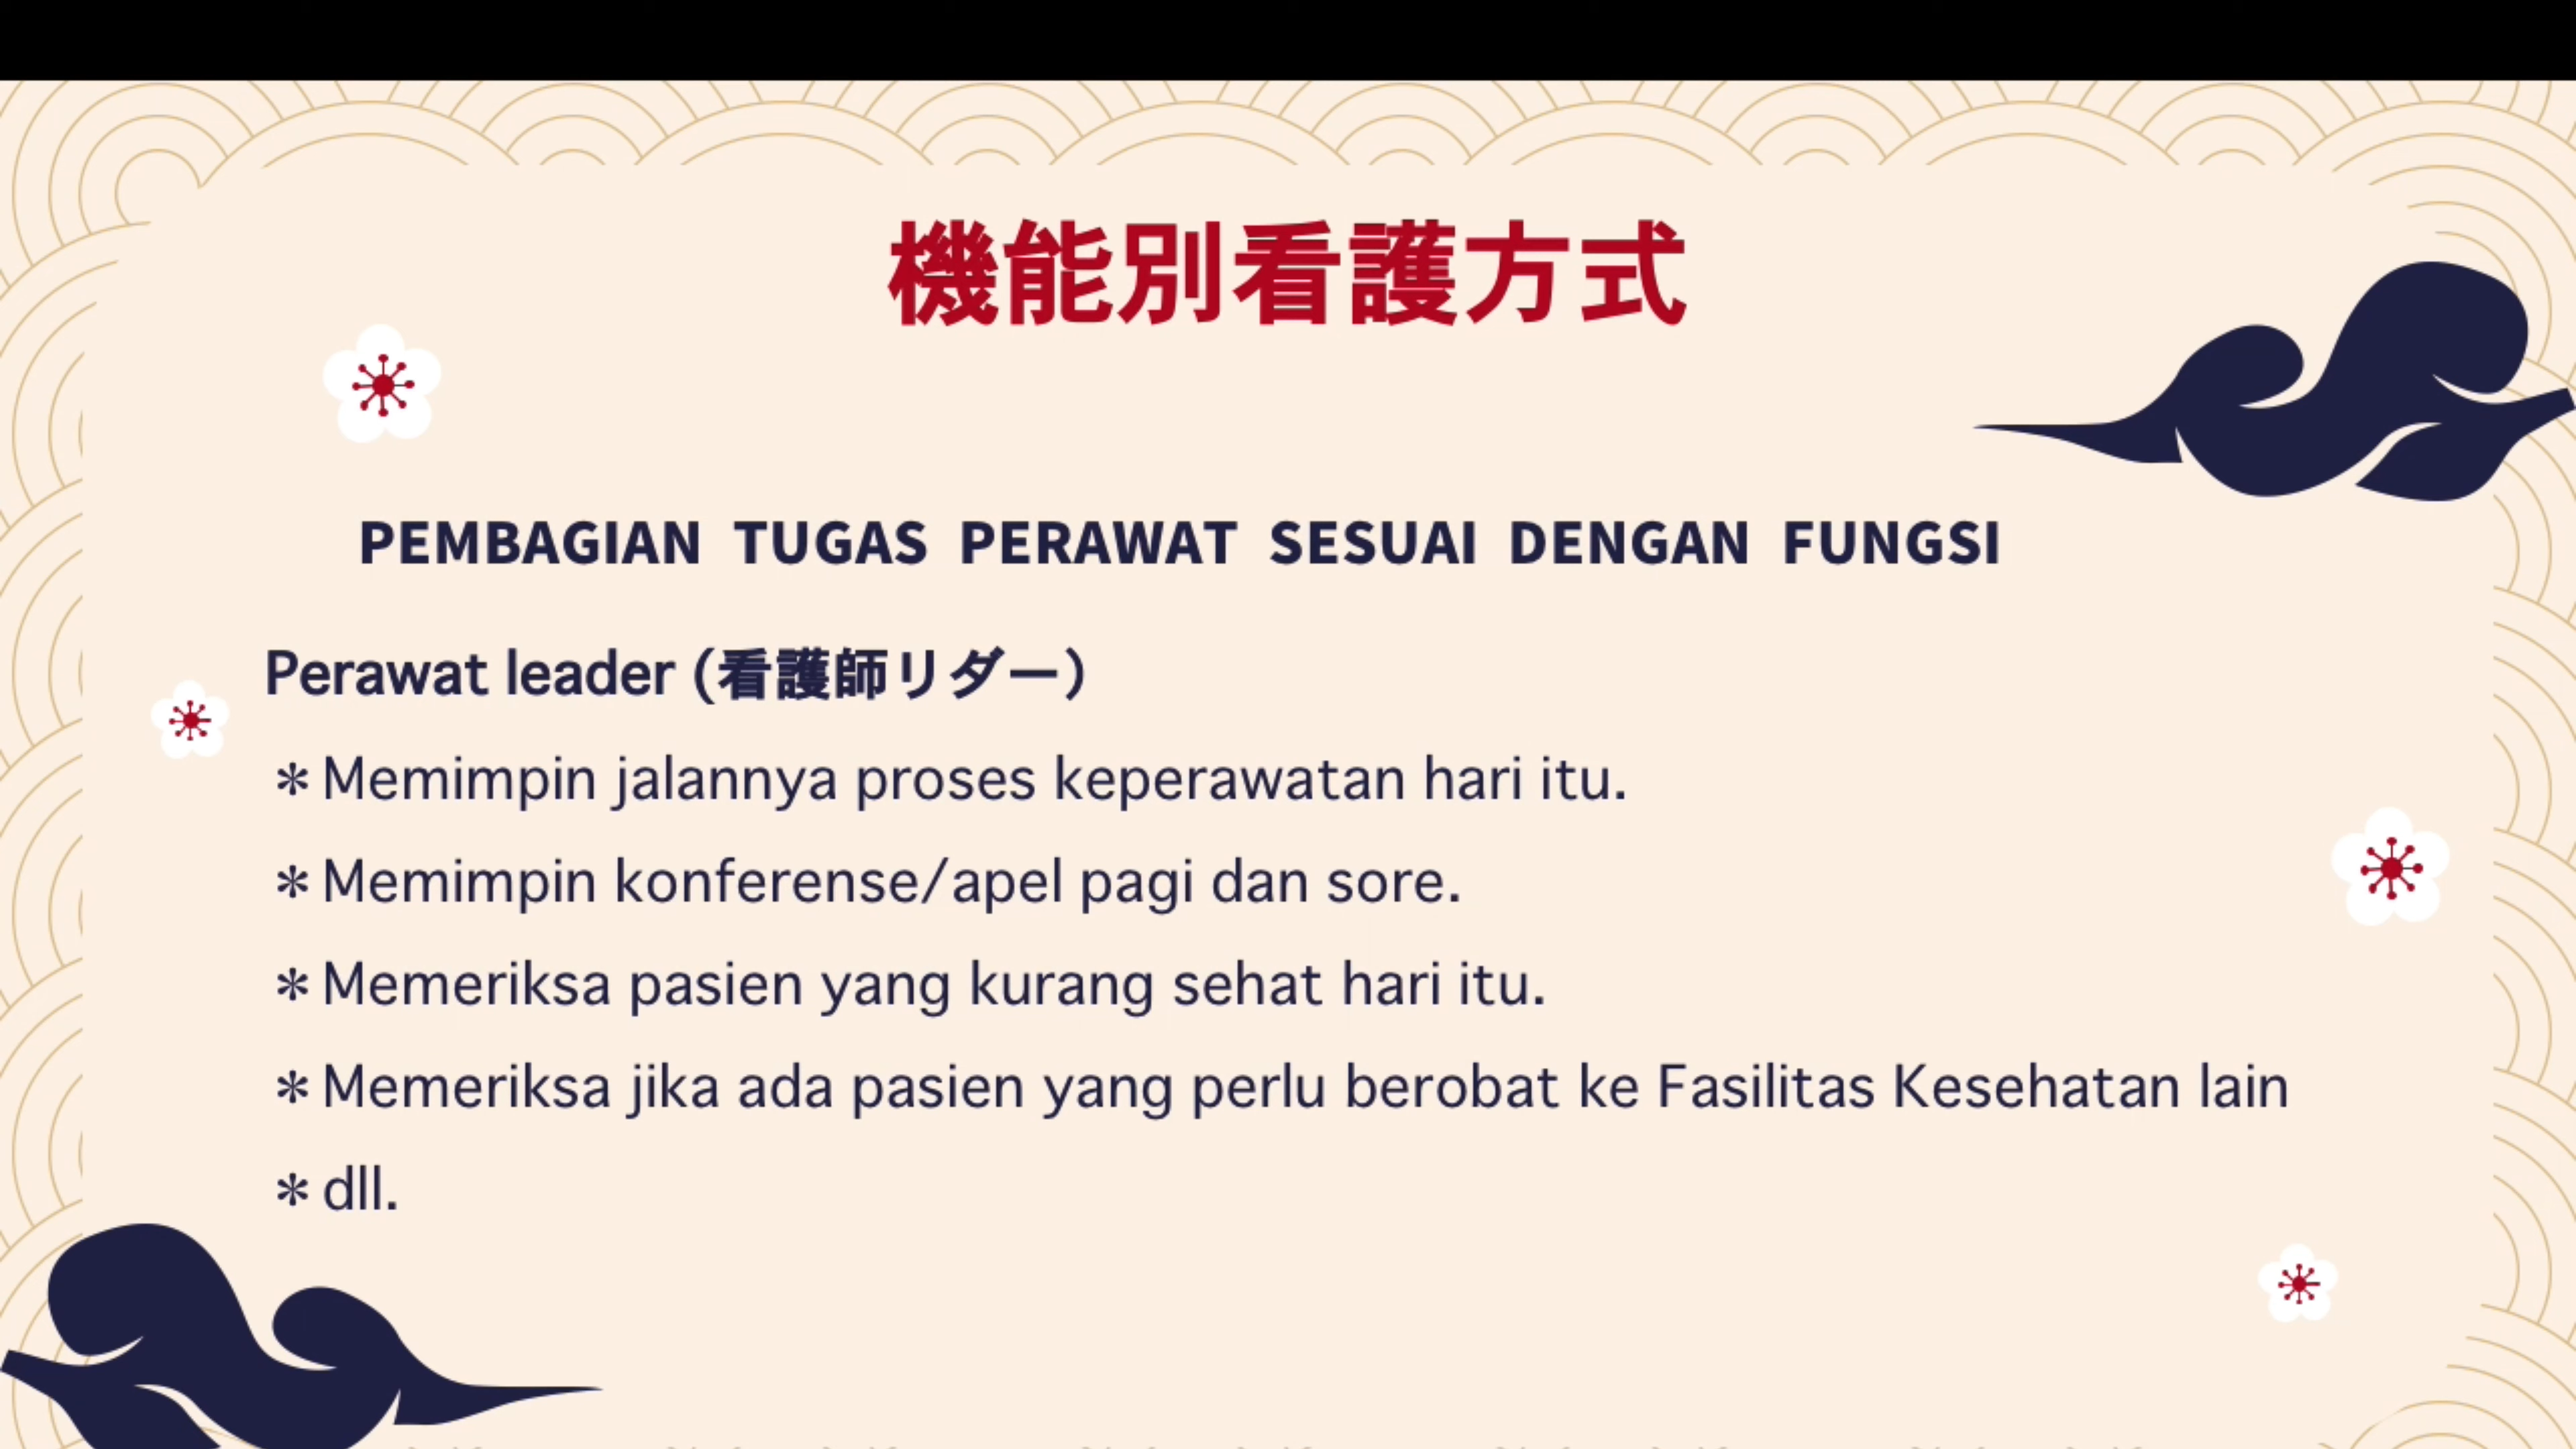 機能別看護方式
PEMBAGIAN TUGAS PERAWAT SESUAI DENGAN FUNGSI
Perawat leader (看護師リダー）
＊Memimpin jalannya proses keperawatan hari itu.
＊Memimpin konferense/apel pagi dan sore.
＊Memeriksa pasien yang kurang sehat hari itu.
＊Memeriksa jika ada pasien yang perlu berobat ke Fasilitas Kesehatan lain
＊dll.